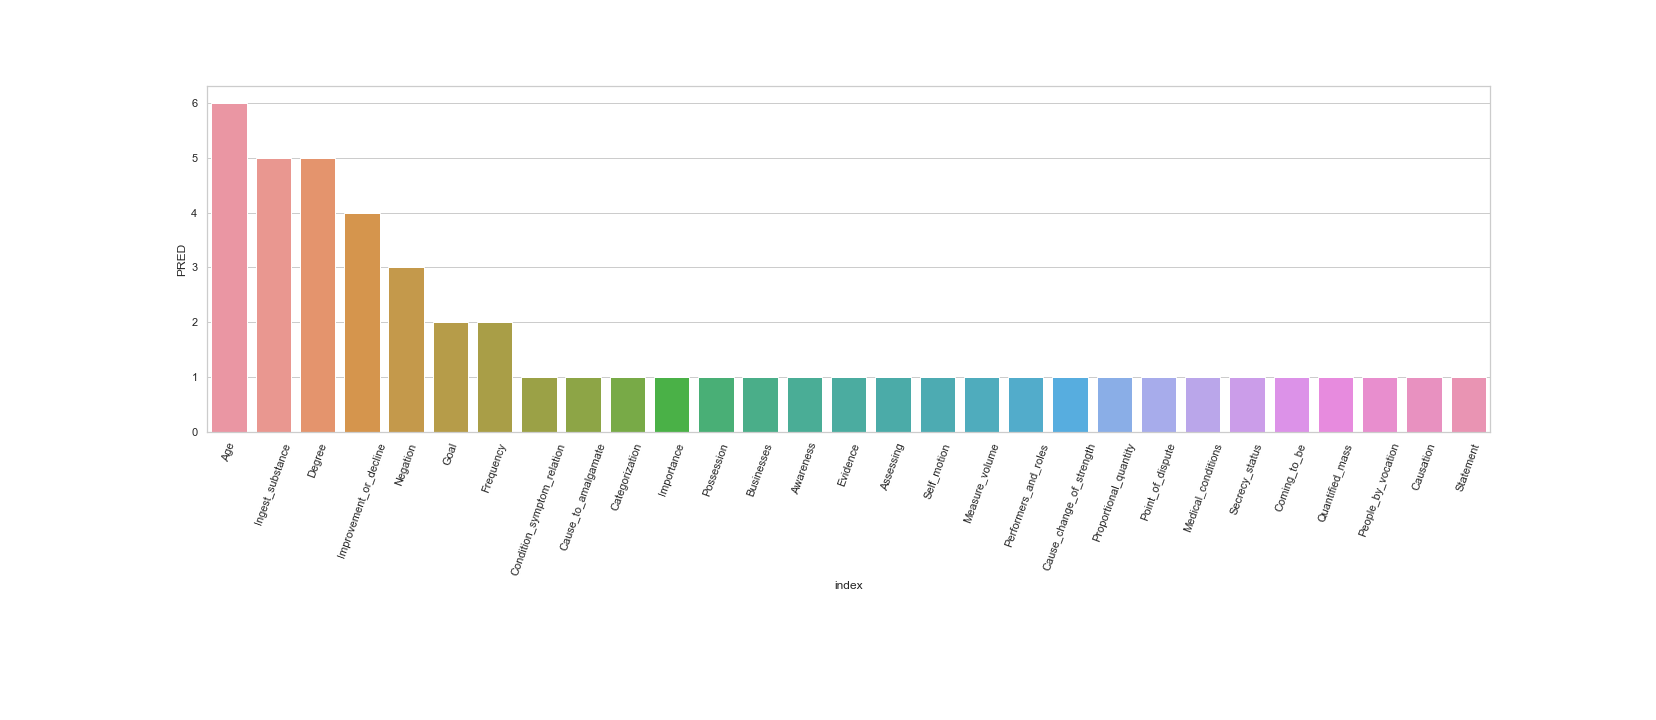 6
5
4
3
2
1
0
PRED
Age
Ingest_substance
Degree
Improvement_or_decline
Negation
Goal
Frequency
Condition_symptom_relation
Cause_to_amalgamate
Categorization
Importance
Possession
Businesses
Awareness
Evidence
Assessing
Self_motion
Measure_volume
Performers_and_roles
Cause_change_of_strength
Proportional_quantity
Point_of_dispute
Medical_conditions
Secrecy_status
Coming_to_be
Quantified_mass
People_by_vocation
Causation
Statement
index